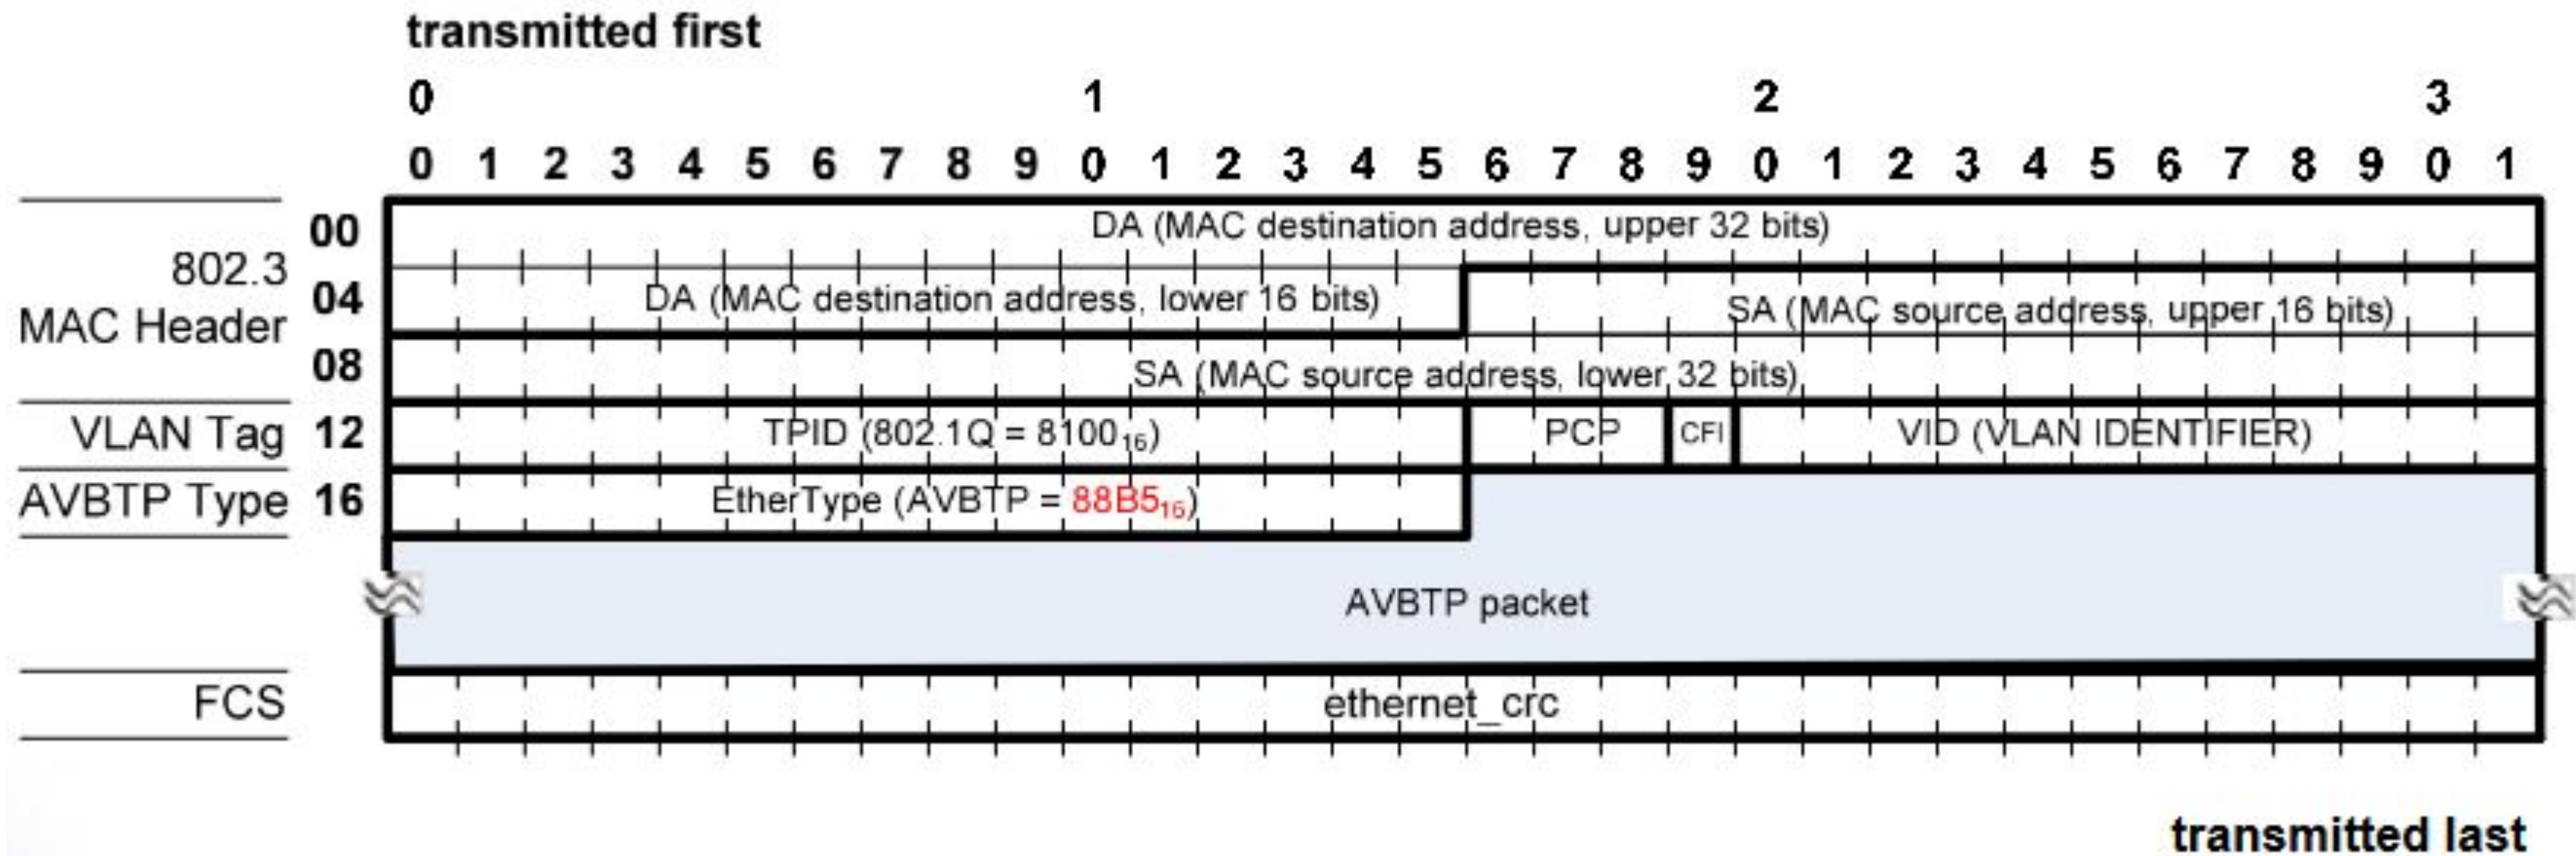 transmitted first
0 1 2 3
0 1 2 3 4 5 6 7 8 9 0 1 2 3 4 5 6 7 8 9 0 1 2 3 4 5 6 7 8 9 0 1
00 DA (MAC destination address, upper 32 bits)
802.3
MAC Header
04 DA (MAC destination address, lower 16 bits) SA (MAC source address, upper 16 bits)
08 SA (MAC source address, lower 32 bits)
VLAN Tag 12 TPID (802.1Q = 8100₁₆) PCP CFI VID (VLAN IDENTIFIER)
AVBTP Type 16 EtherType (AVBTP = 88B5₁₆)
AVBTP packet
FCS ethernet_crc
transmitted last